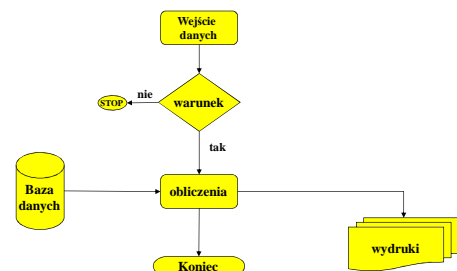 Wejście
danych
nie
STOP
warunek
tak
Baza
danych
obliczenia
wydruki
Koniec